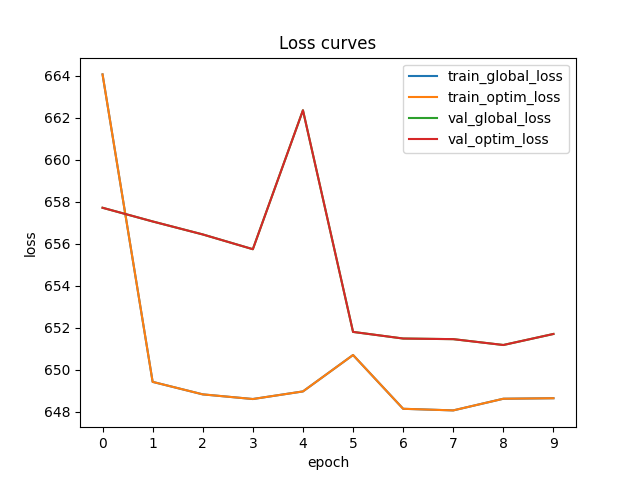 Loss curves
train_global_loss
train_optim_loss
val_global_loss
val_optim_loss
664
662
660
658
656
654
652
650
648
loss
0 1 2 3 4 5 6 7 8 9
epoch